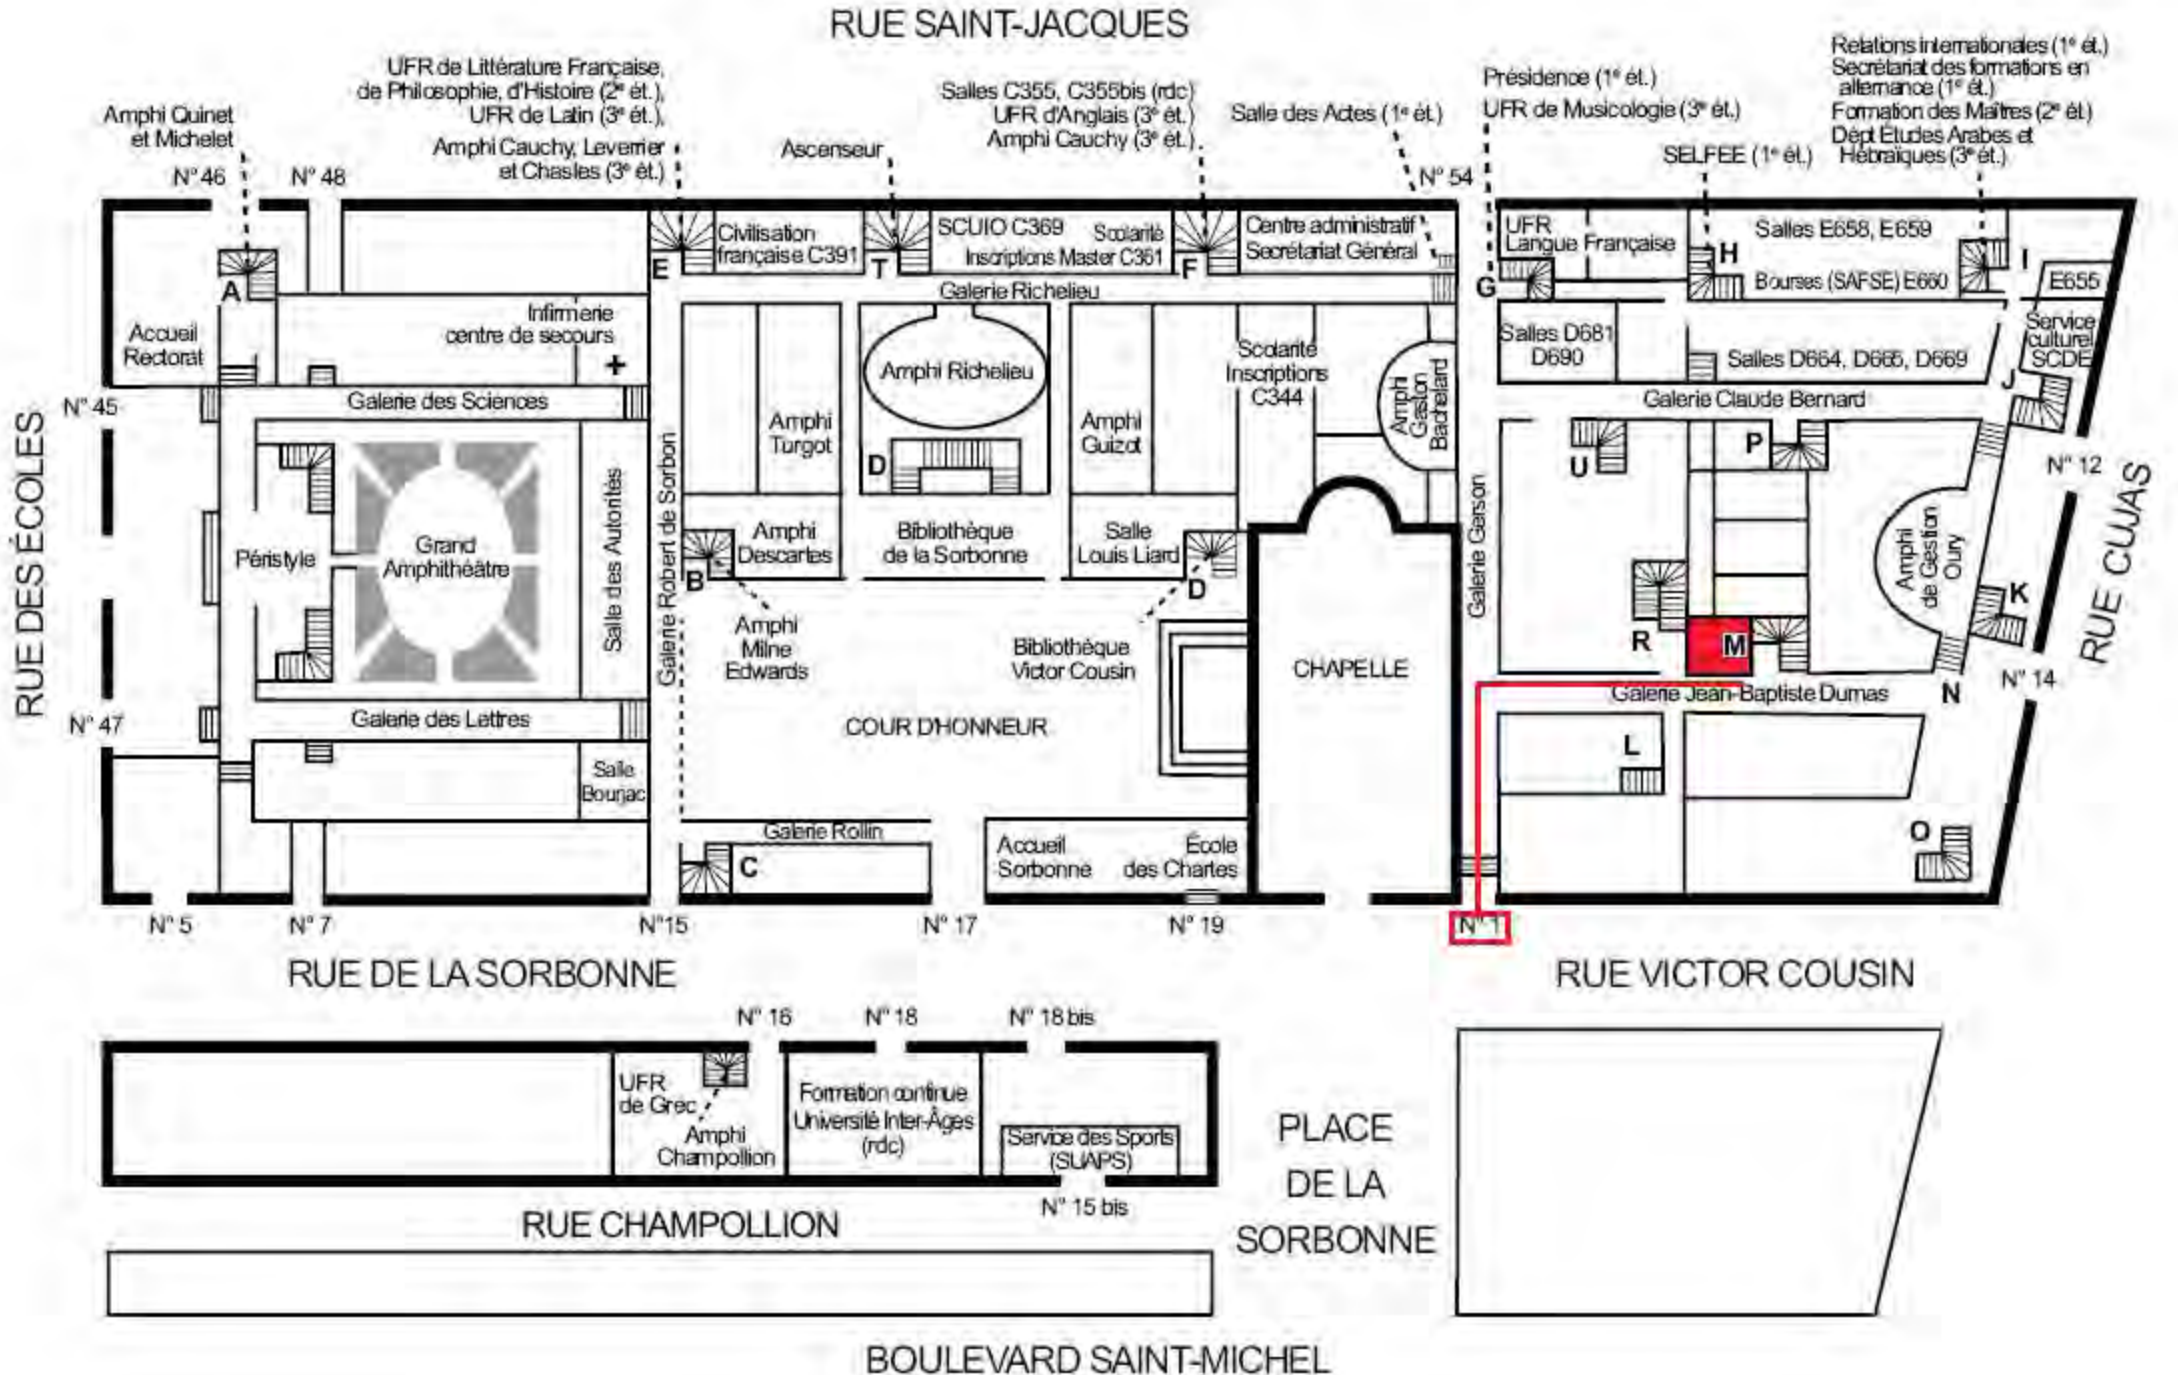 RUE SAINT-JACQUES
Amphi Quinet
et Michelet
N° 46
N° 48
UFR de Littérature Française,
de Philosophie, d'Histoire (2e ét.),
UFR de Latin (3e ét.),
Amphi Cauchy, Leverrier
et Chasles (3e ét.)
Ascenseur
Salles C355, C355bis (rdc)
UFR d'Anglais (3e ét.)
Amphi Cauchy (3e ét.)
Salle des Actes (1e ét.)
N° 54
Présidence (1e ét.)
UFR de Musicologie (3e ét.)
SELFEE (1e ét.)
Relations internationales (1e ét.)
Secrétariat des formations en
alternance (1e ét.)
Formation des Maîtres (2e ét.)
Dépt Études Arabes et
Hébraïques (3e ét.)
A
Accueil
Rectorat
Infirmerie
centre de secours
+
E
Civilisation
française C391
T
SCUIO C369
Scolarité
Inscriptions Master C361
F
Centre administratif
Secrétariat Général
Galerie Richelieu
G
UFR
Langue Française
H
Salles E658, E659
Bourses (SAFSE) E660
I
E655
Service
culturel
SCDE
J
Salles D681
D690
Salles D664, D665, D669
Galerie Claude Bernard
RUE DES ÉCOLES
N° 45
N° 47
Galerie des Sciences
Péristyle
Grand
Amphithéâtre
Salle des Autorités
Galerie Robert de Sorbon
Galerie des Lettres
Salle
Bourjac
Amphi
Turgot
Amphi Richelieu
D
Amphi
Guizot
Scolarité
Inscriptions
C344
Amphi
Gaston
Bachelard
B
Amphi
Descartes
Bibliothèque
de la Sorbonne
Salle
Louis Liard
D
Amphi
Milne
Edwards
Bibliothèque
Victor Cousin
COUR D'HONNEUR
CHAPELLE
Galerie Gerson
U
P
R
M
Amphi
de Gestion
Oury
K
N
N° 12
N° 14
RUE CUJAS
Galerie Jean-Baptiste Dumas
L
O
Galerie Rollin
C
Accueil
Sorbonne
École
des Chartes
N° 5
N° 7
N°15
N° 17
N° 19
N° 1
RUE DE LA SORBONNE
RUE VICTOR COUSIN
N° 16
N° 18
N° 18 bis
UFR
de Grec
Amphi
Champollion
Formation continue
Université Inter-Âges
(rdc)
Service des Sports
(SUAPS)
N° 15 bis
RUE CHAMPOLLION
PLACE
DE LA
SORBONNE
BOULEVARD SAINT-MICHEL